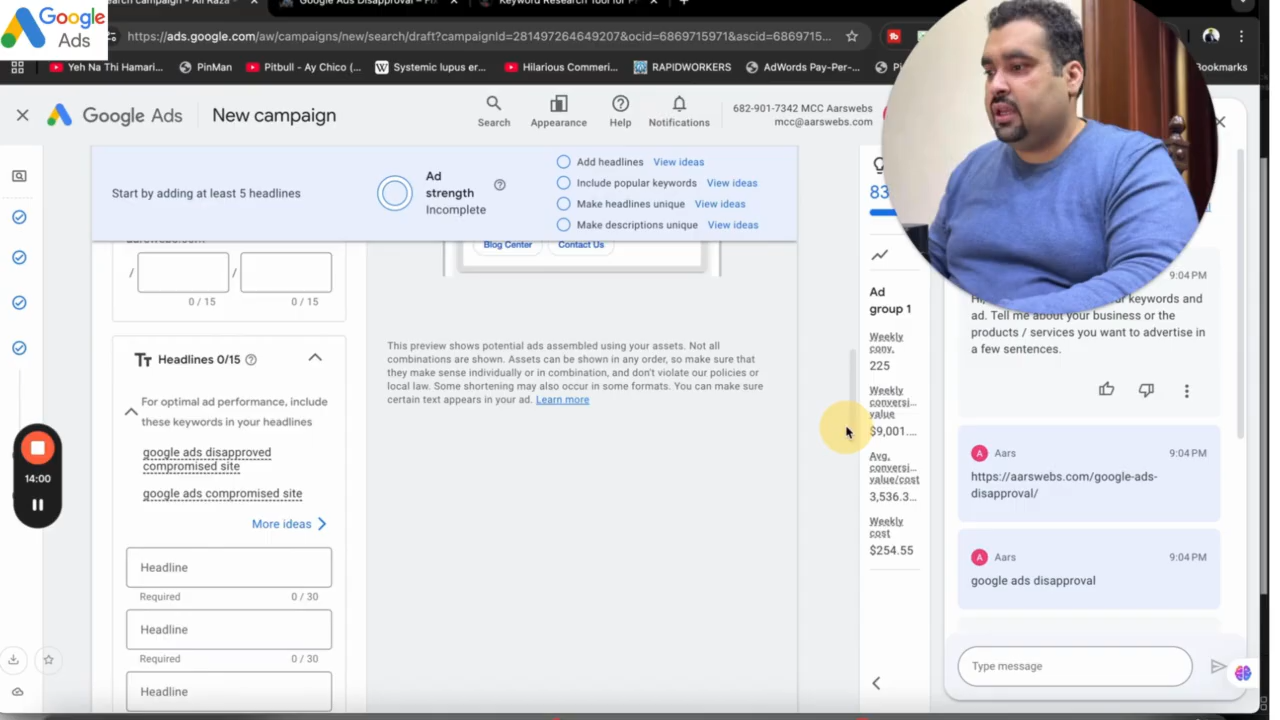 Google
Ads
Google Ads Disapproval – Fix
Keyword Research Tool for
https://ads.google.com/aw/campaigns/new/search/draft?campaignId=281497264649207&ocid=6869715971&ascid=6869715...
Yeh Na Thi Hamari... PinMan Pitbull - Ay Chico (... Systemic lupus er... Hilarious Commeri... RAPIDWORKERS AdWords Pay-Per-... Bookmarks
Google Ads New campaign
Search Appearance Help Notifications
682-901-7342 MCC Aarswebs
mcc@aarswebs.com
Start by adding at least 5 headlines
Ad
strength
Incomplete
Add headlines View ideas
Include popular keywords View ideas
Make headlines unique View ideas
Make descriptions unique View ideas
Blog Center Contact Us
/ /
0 / 15 0 / 15
This preview shows potential ads assembled using your assets. Not all
combinations are shown. Assets can be shown in any order, so make sure that
they make sense individually or in combination, and don't violate our policies or
local law. Some shortening may also occur in some formats. You can make sure
certain text appears in your ad. Learn more
Tт Headlines 0/15
For optimal ad performance, include
these keywords in your headlines
google ads disapproved
compromised site
google ads compromised site
More ideas
Headline
Required 0 / 30
Headline
Required 0 / 30
Headline
14:00
83
Ad
group 1
Weekly
conv.
225
Weekly
conversi...
value
$9,001....
Avg.
conversi...
value/cost
3,536.3...
Weekly
cost
$254.55
9:04 PM
keywords and
ad. Tell me about your business or the
products / services you want to advertise in
a few sentences.
A Aars 9:04 PM
https://aarswebs.com/google-ads-
disapproval/
A Aars 9:04 PM
google ads disapproval
Type message